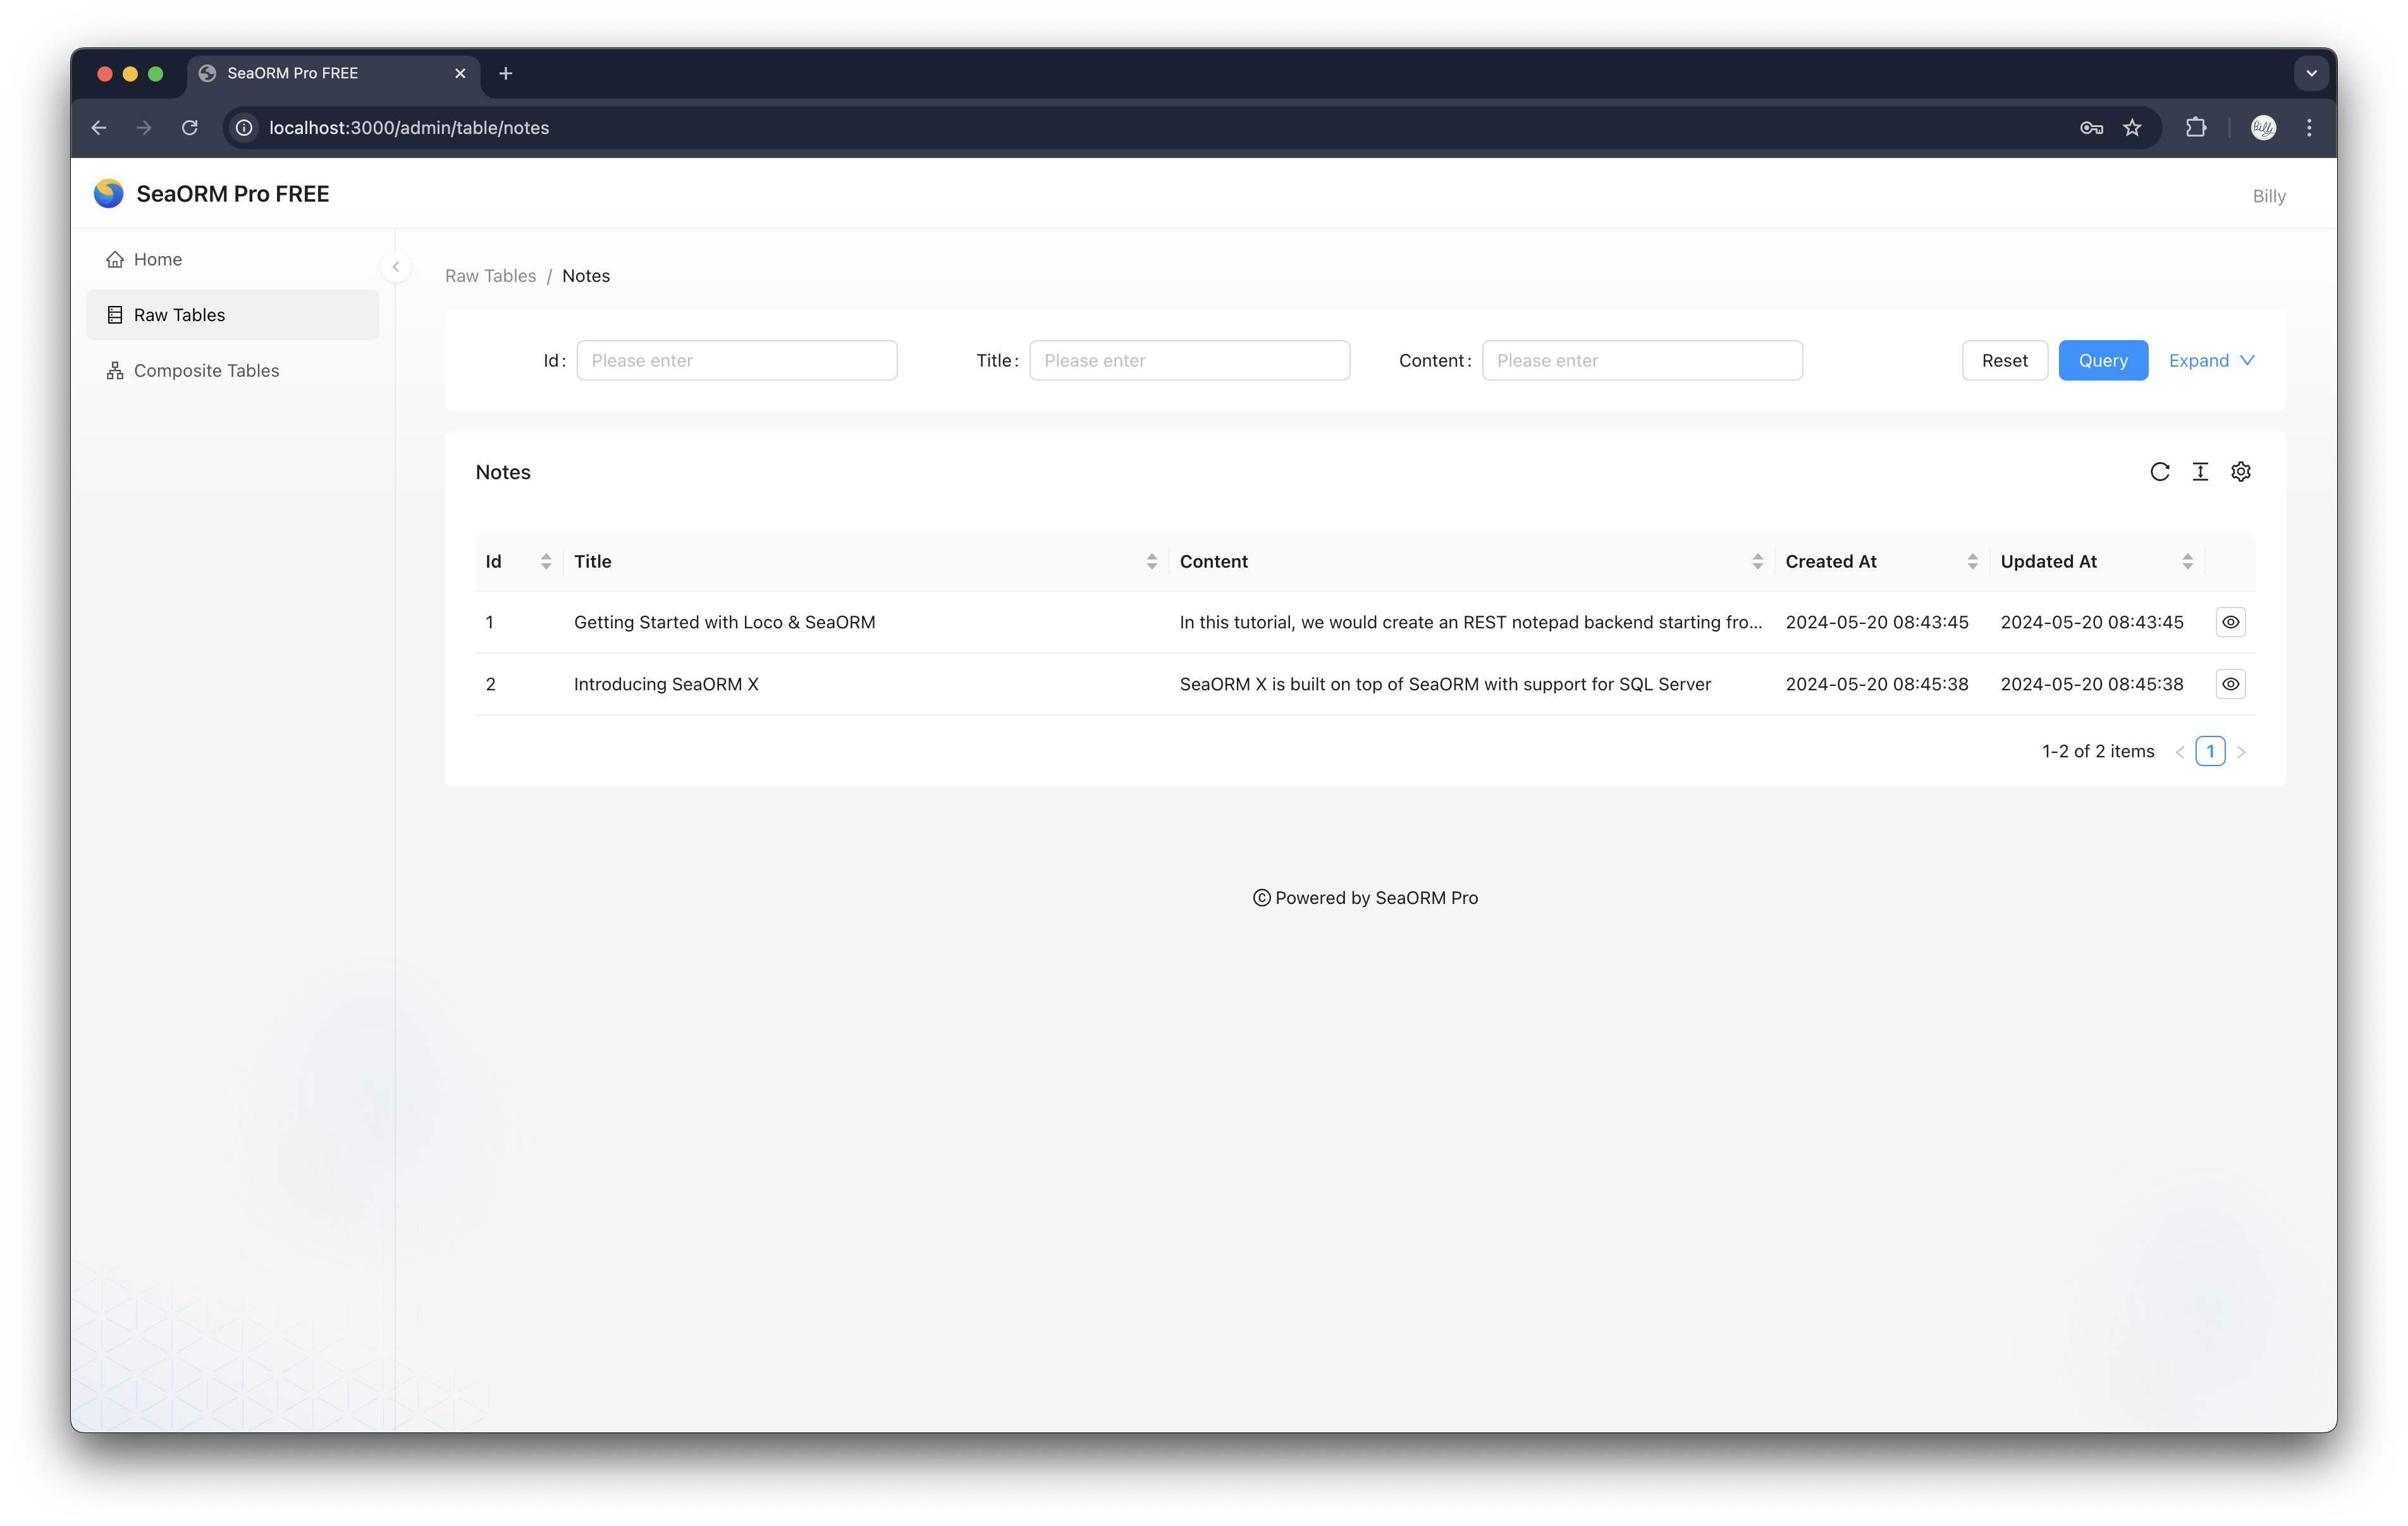 SeaORM Pro FREE
localhost:3000/admin/table/notes
Billy
SeaORM Pro FREE
Billy
Home
Raw Tables
Composite Tables
Raw Tables / Notes
Id: Please enter Title: Please enter Content: Please enter Reset Query Expand
Notes
Id Title Content Created At Updated At
1 Getting Started with Loco & SeaORM In this tutorial, we would create an REST notepad backend starting fro... 2024-05-20 08:43:45 2024-05-20 08:43:45
2 Introducing SeaORM X SeaORM X is built on top of SeaORM with support for SQL Server 2024-05-20 08:45:38 2024-05-20 08:45:38
1-2 of 2 items < 1 >
© Powered by SeaORM Pro